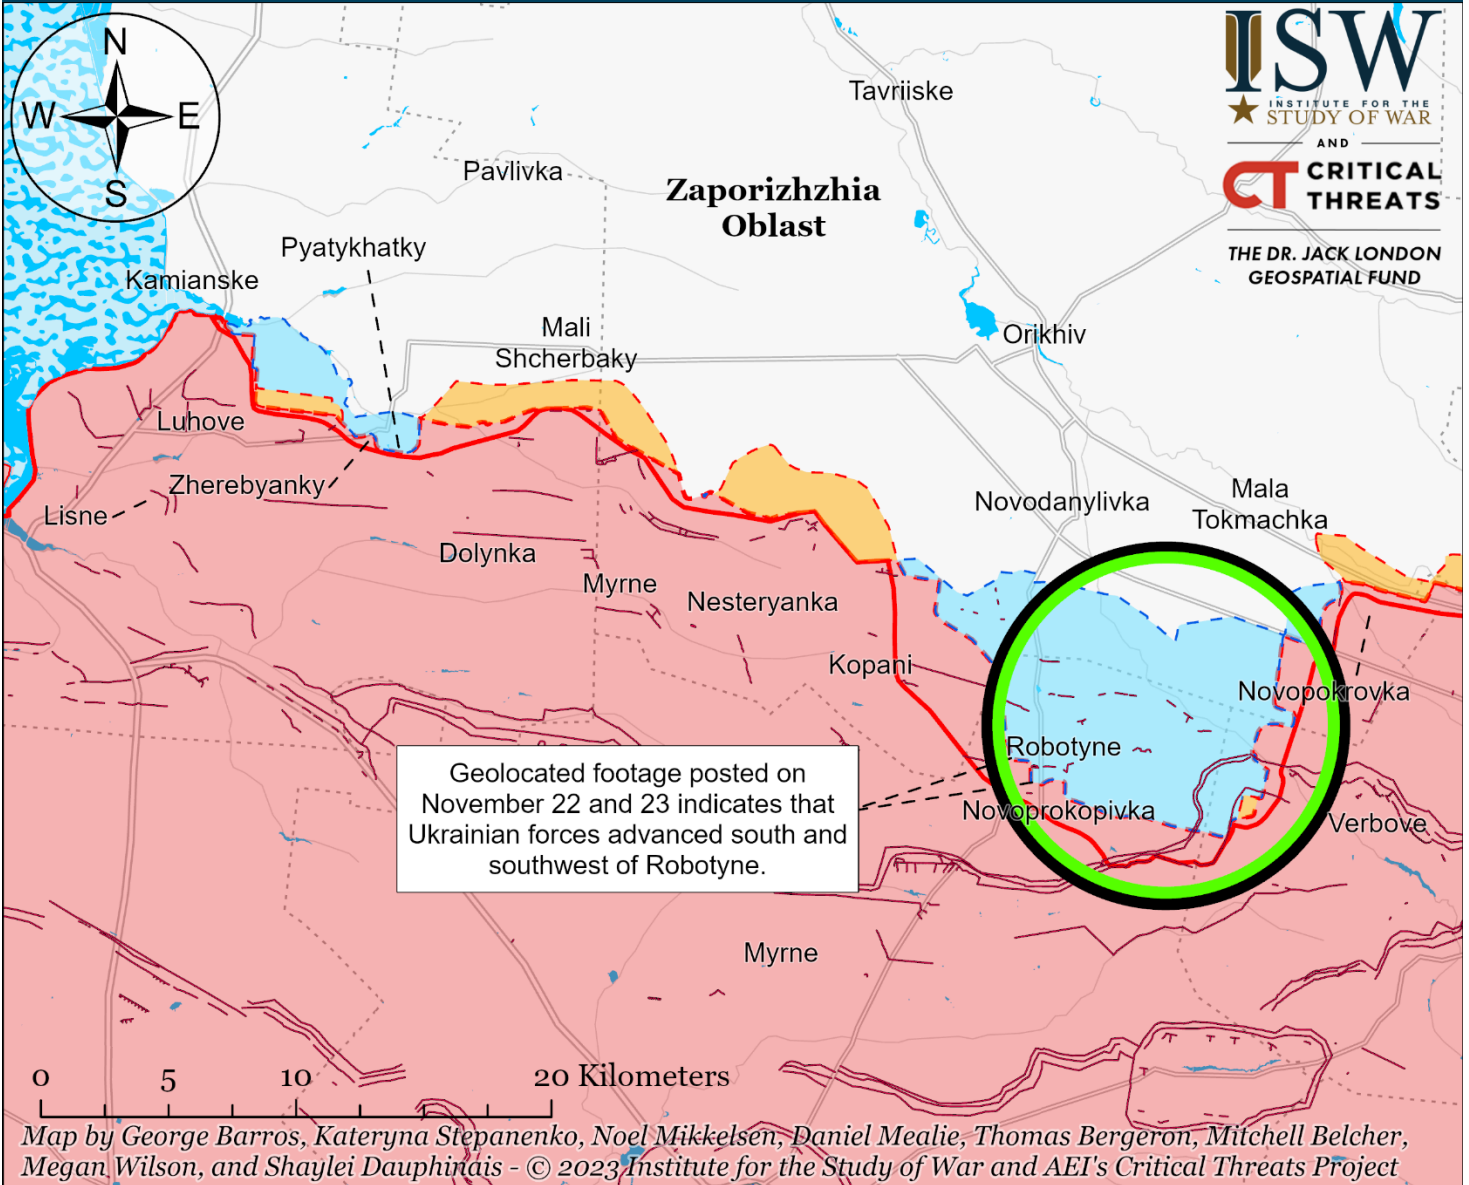 N
W
E
S
ISW
INSTITUTE FOR THE
STUDY OF WAR
AND
CT CRITICAL
THREATS
THE DR. JACK LONDON
GEOSPATIAL FUND
Tavriiske
Pavlivka
Zaporizhzhia
Oblast
Pyatykhatky
Kamianske
Mali
Shcherbaky
Orikhiv
Luhove
Zherebyanky
Lisne
Novodanylivka
Mala
Tokmachka
Dolynka
Myrne
Nesteryanka
Kopani
Novopokrovka
Robotyne
Geolocated footage posted on
November 22 and 23 indicates that
Ukrainian forces advanced south and
southwest of Robotyne.
Novoprokopivka
Verbove
Myrne
0 5 10 20 Kilometers
Map by George Barros, Kateryna Stepanenko, Noel Mikkelsen, Daniel Mealie, Thomas Bergeron, Mitchell Belcher,
Megan Wilson, and Shaylei Dauphinais - © 2023 Institute for the Study of War and AEI's Critical Threats Project